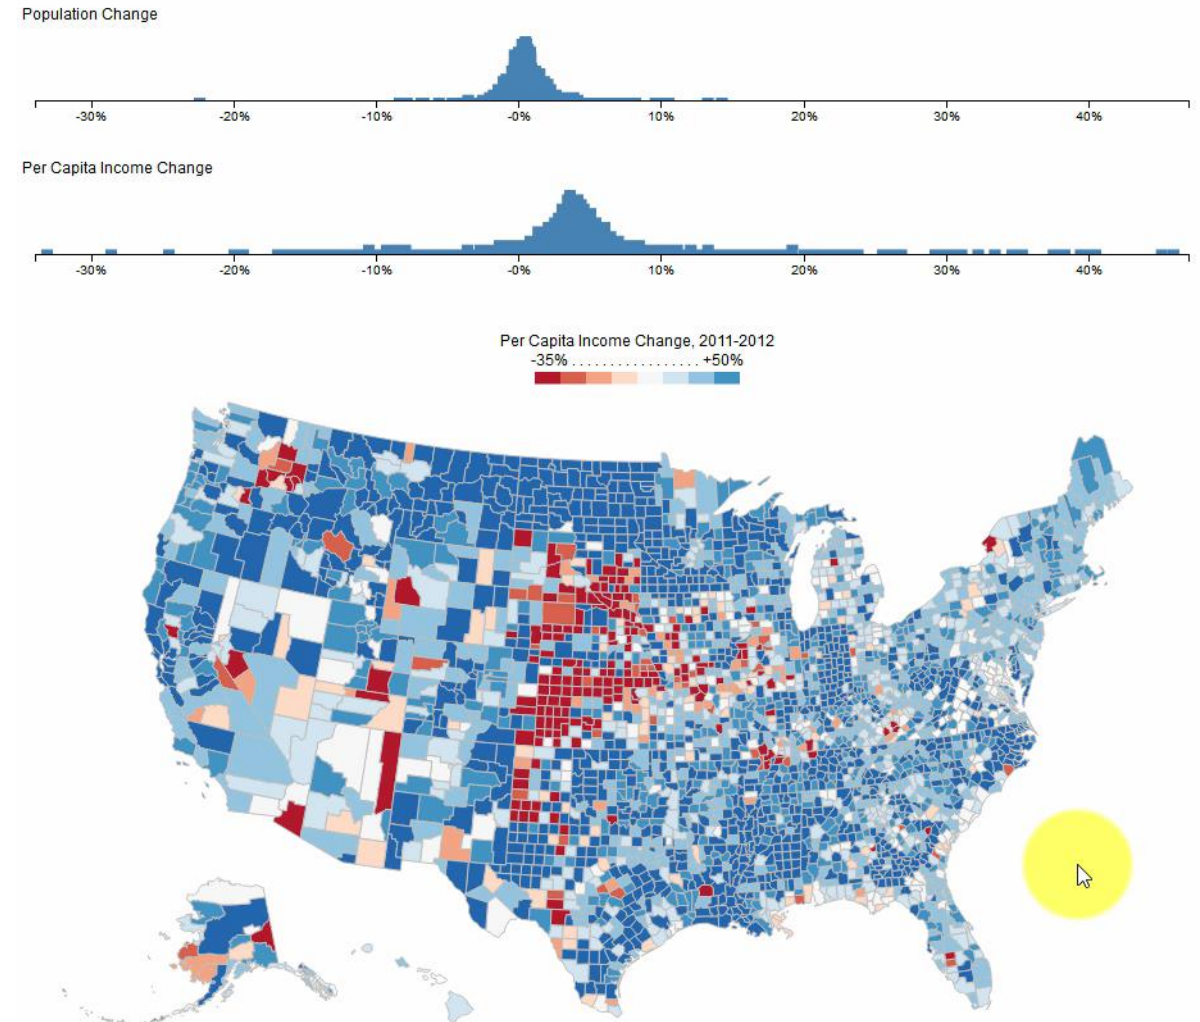 Population Change
-30% -20% -10% -0% 10% 20% 30% 40%
Per Capita Income Change
-30% -20% -10% -0% 10% 20% 30% 40%
Per Capita Income Change, 2011-2012
-35% . . . . . . . . . . . . . . . . . +50%